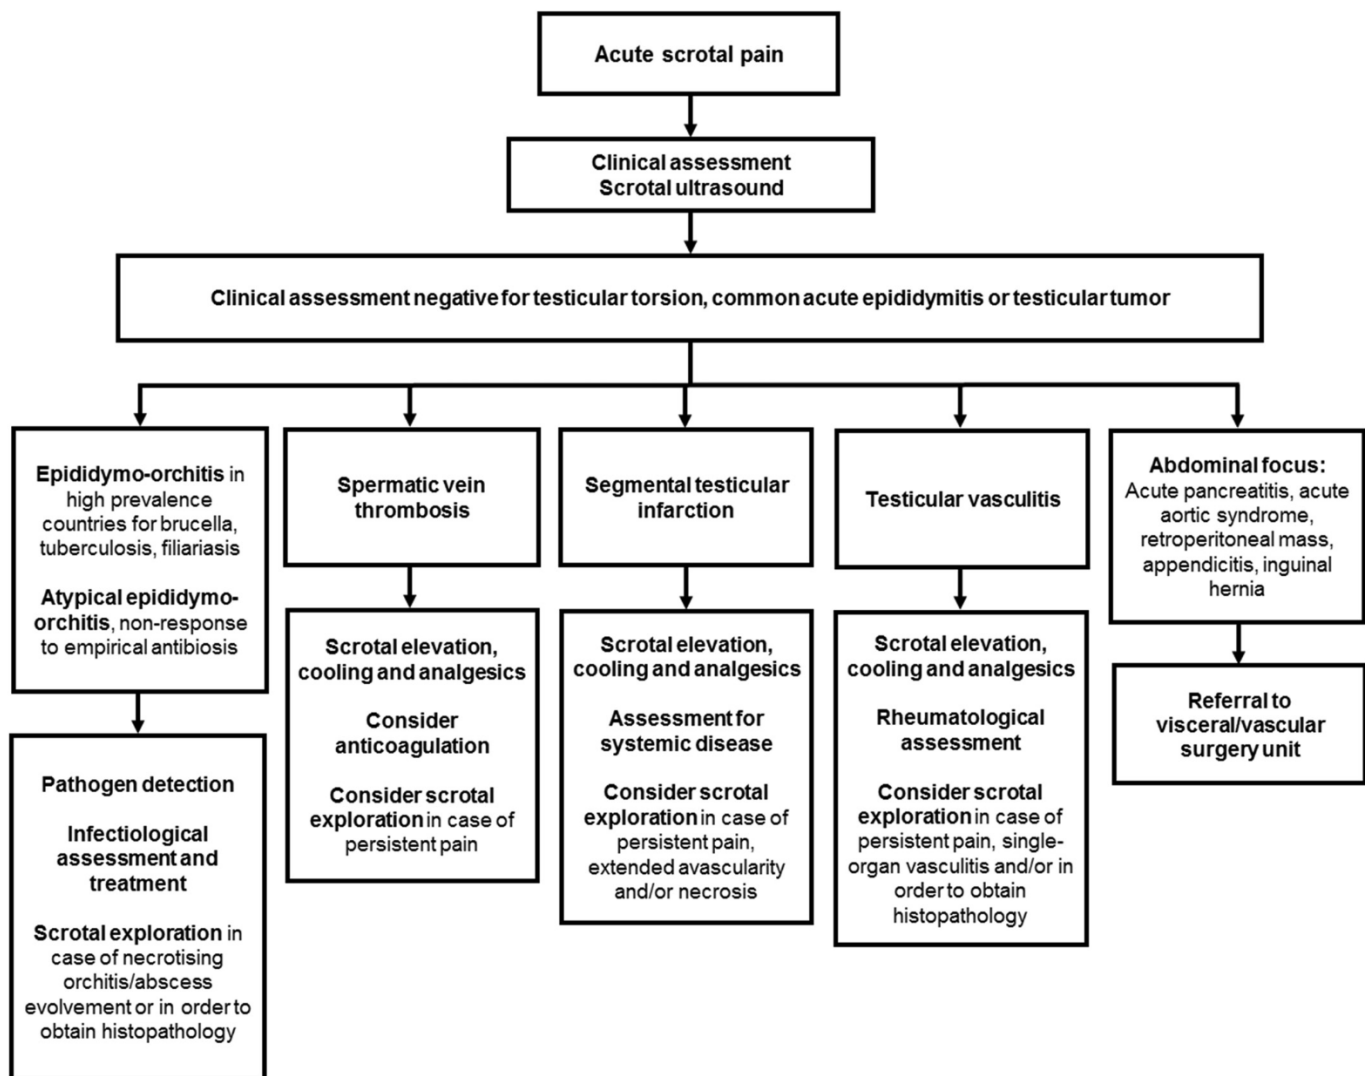 Acute scrotal pain
Clinical assessment
Scrotal ultrasound
Clinical assessment negative for testicular torsion, common acute epididymitis or testicular tumor
Epididymo-orchitis in
high prevalence
countries for brucella,
tuberculosis, filiariasis
Atypical epididymo-
orchitis, non-response
to empirical antibiosis
Pathogen detection
Infectiological
assessment and
treatment
Scrotal exploration in
case of necrotising
orchitis/abscess
evolvement or in order to
obtain histopathology
Spermatic vein
thrombosis
Scrotal elevation,
cooling and analgesics
Consider
anticoagulation
Consider scrotal
exploration in case of
persistent pain
Segmental testicular
infarction
Scrotal elevation,
cooling and analgesics
Assessment for
systemic disease
Consider scrotal
exploration in case of
persistent pain,
extended avascularity
and/or necrosis
Testicular vasculitis
Scrotal elevation,
cooling and analgesics
Rheumatological
assessment
Consider scrotal
exploration in case of
persistent pain, single-
organ vasculitis and/or in
order to obtain
histopathology
Abdominal focus:
Acute pancreatitis, acute
aortic syndrome,
retroperitoneal mass,
appendicitis, inguinal
hernia
Referral to
visceral/vascular
surgery unit